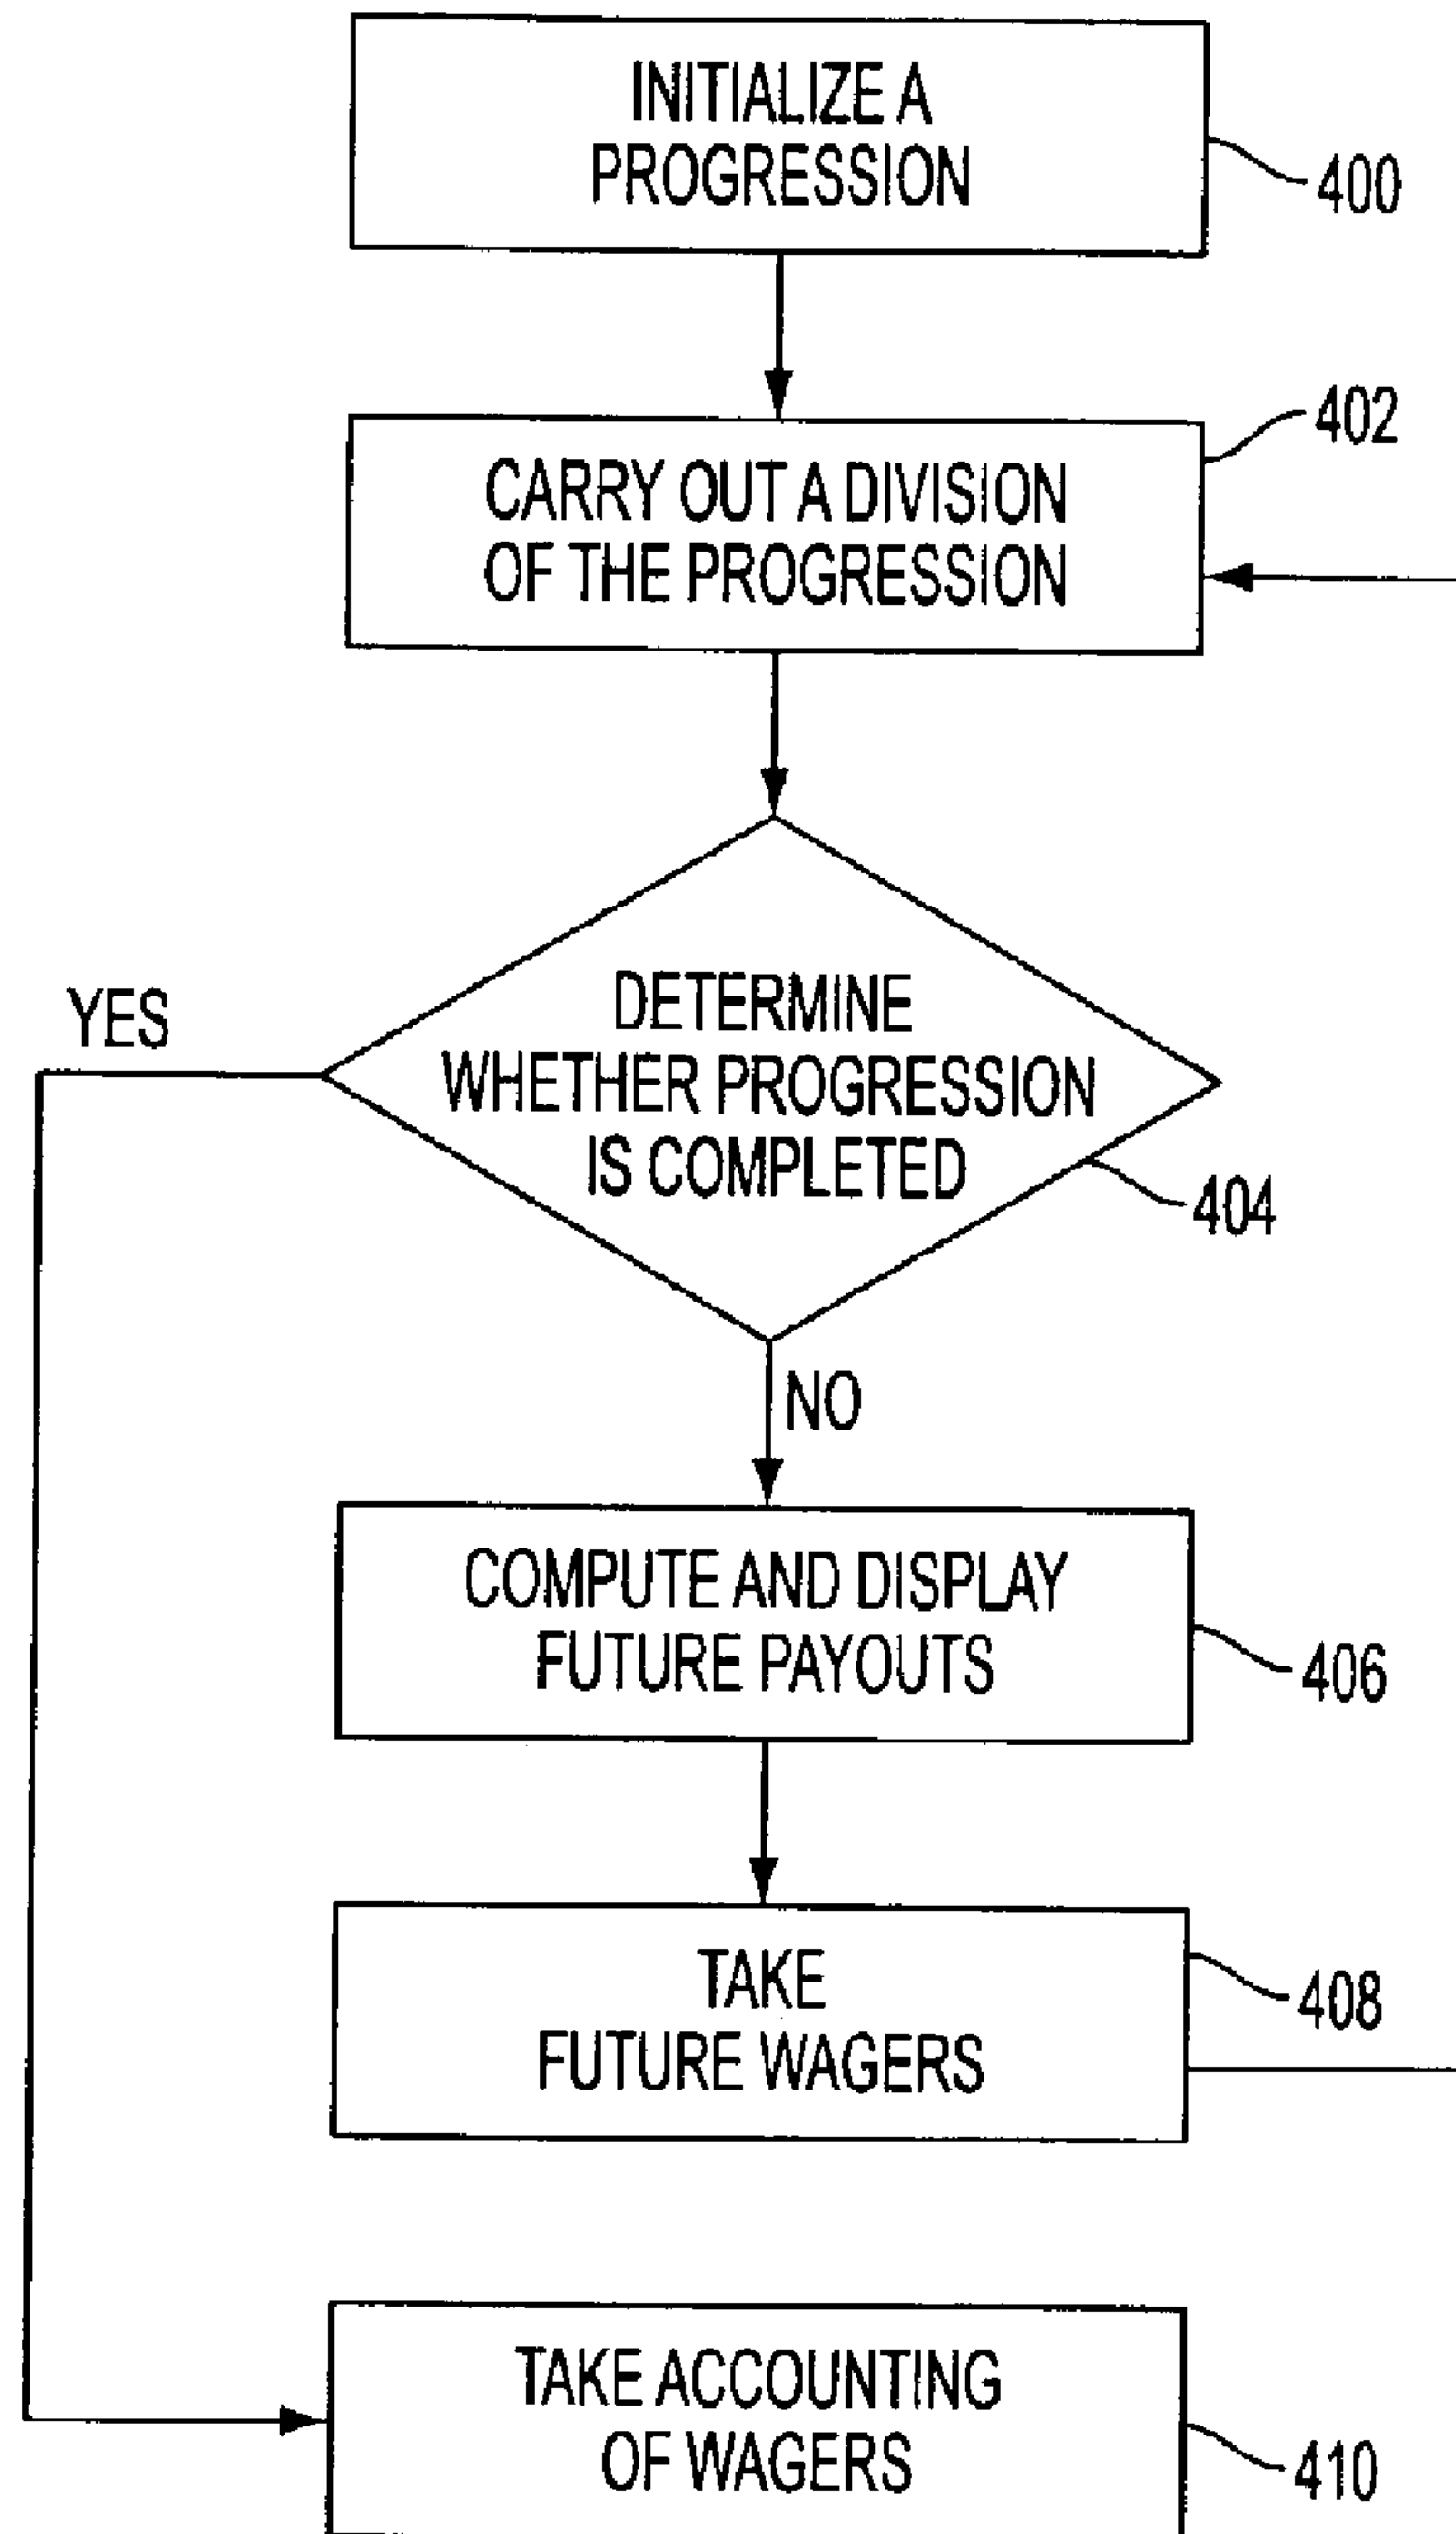 INITIALIZE A
PROGRESSION
400
402
CARRY OUT A DIVISION
OF THE PROGRESSION
YES
DETERMINE
WHETHER PROGRESSION
IS COMPLETED
404
NO
COMPUTE AND DISPLAY
FUTURE PAYOUTS
406
TAKE
FUTURE WAGERS
408
TAKE ACCOUNTING
OF WAGERS
410